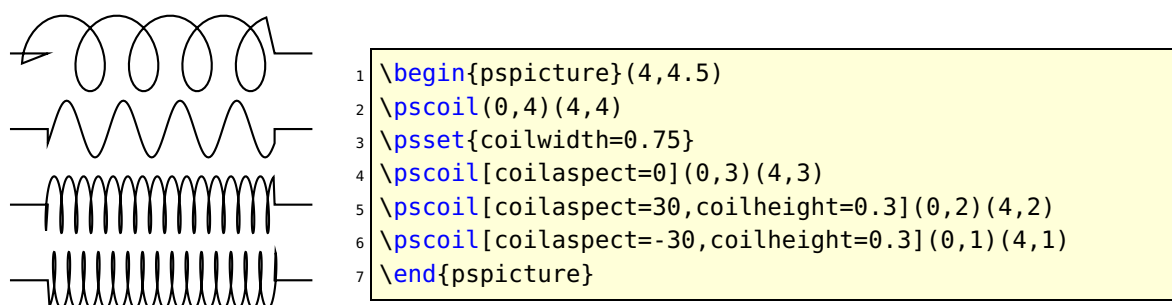 1 \begin{pspicture}(4,4.5)
2 \pscoil(0,4)(4,4)
3 \psset{coilwidth=0.75}
4 \pscoil[coilaspect=0](0,3)(4,3)
5 \pscoil[coilaspect=30,coilheight=0.3](0,2)(4,2)
6 \pscoil[coilaspect=-30,coilheight=0.3](0,1)(4,1)
7 \end{pspicture}